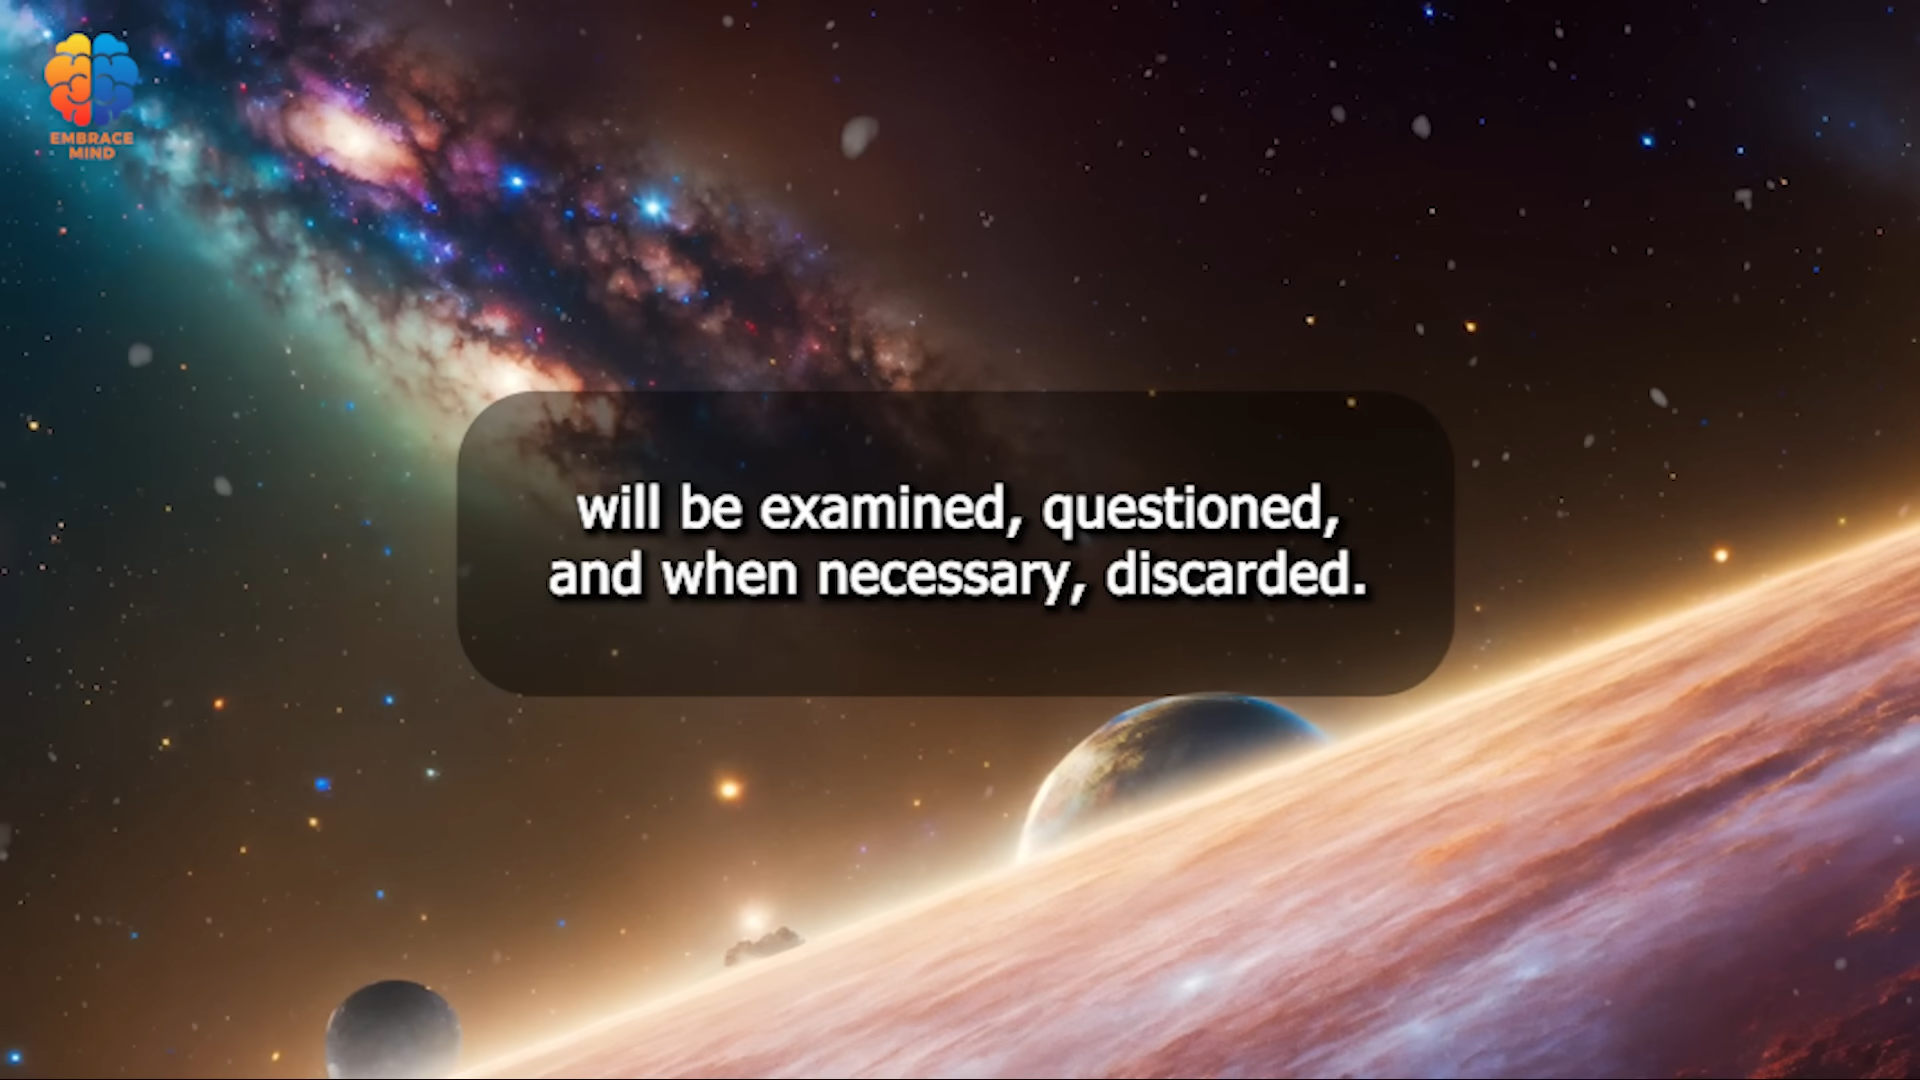 EMBRACE
MIND
will be examined, questioned,
and when necessary, discarded.